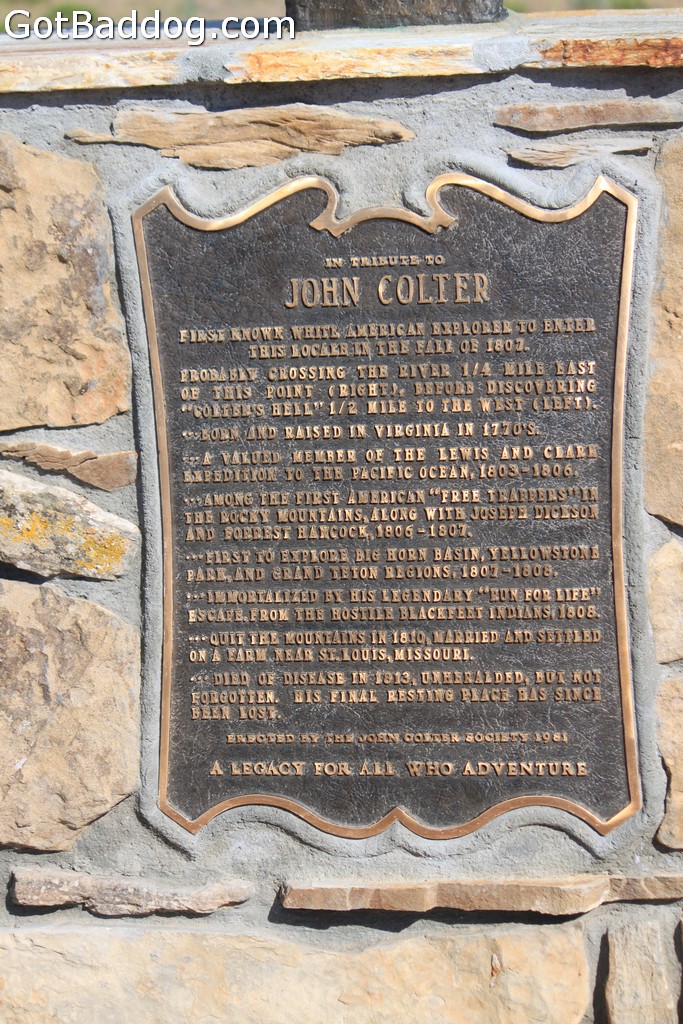 GotBaddog.com
IN TRIBUTE TO
JOHN COLTER
FIRST KNOWN WHITE AMERICAN EXPLORER TO ENTER
THIS LOCALE IN THE FALL OF 1807.
PROBABLY CROSSING THE RIVER 1/4 MILE EAST
OF THIS POINT (RIGHT), BEFORE DISCOVERING
"COLTER'S HELL" 1/2 MILE TO THE WEST (LEFT).
...BORN AND RAISED IN VIRGINIA IN 1770'S.
...A VALUED MEMBER OF THE LEWIS AND CLARK
EXPEDITION TO THE PACIFIC OCEAN, 1803-1806.
...AMONG THE FIRST AMERICAN "FREE TRAPPERS" IN
THE ROCKY MOUNTAINS, ALONG WITH JOSEPH DICKSON
AND FORREST HANCOCK, 1806-1807.
...FIRST TO EXPLORE BIG HORN BASIN, YELLOWSTONE
PARK, AND GRAND TETON REGIONS, 1807-1808.
...IMMORTALIZED BY HIS LEGENDARY "RUN FOR LIFE"
ESCAPE FROM THE HOSTILE BLACKFEET INDIANS, 1808.
...QUIT THE MOUNTAINS IN 1810, MARRIED AND SETTLED
ON A FARM NEAR ST. LOUIS, MISSOURI.
...DIED OF DISEASE IN 1813, UNHERALDED, BUT NOT
FORGOTTEN. HIS FINAL RESTING PLACE HAS SINCE
BEEN LOST.
ERECTED BY THE JOHN COLTER SOCIETY 1981
A LEGACY FOR ALL WHO ADVENTURE